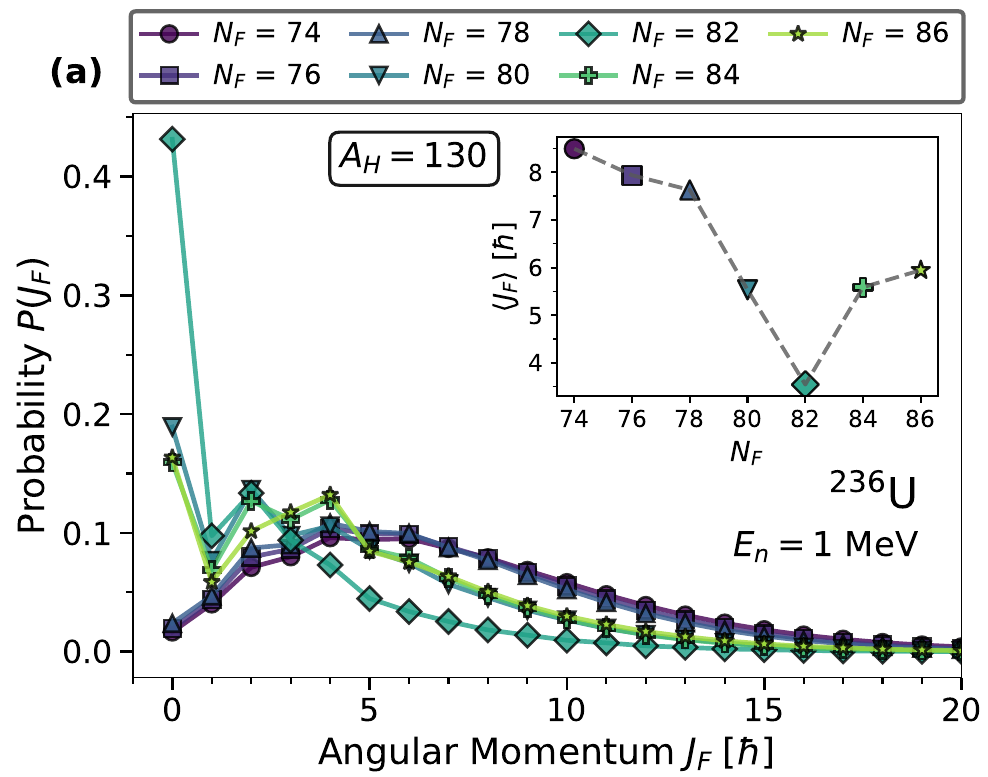 N_F = 74 N_F = 78 N_F = 82 N_F = 86
(a) N_F = 76 N_F = 80 N_F = 84
A_H = 130
0.4
0.3
0.2
0.1
0.0
Probability P(J_F)
8
7
6
5
4
⟨J_F⟩ [ℏ]
74 76 78 80 82 84 86
N_F
²³⁶U
E_n = 1 MeV
0 5 10 15 20
Angular Momentum J_F [ℏ]